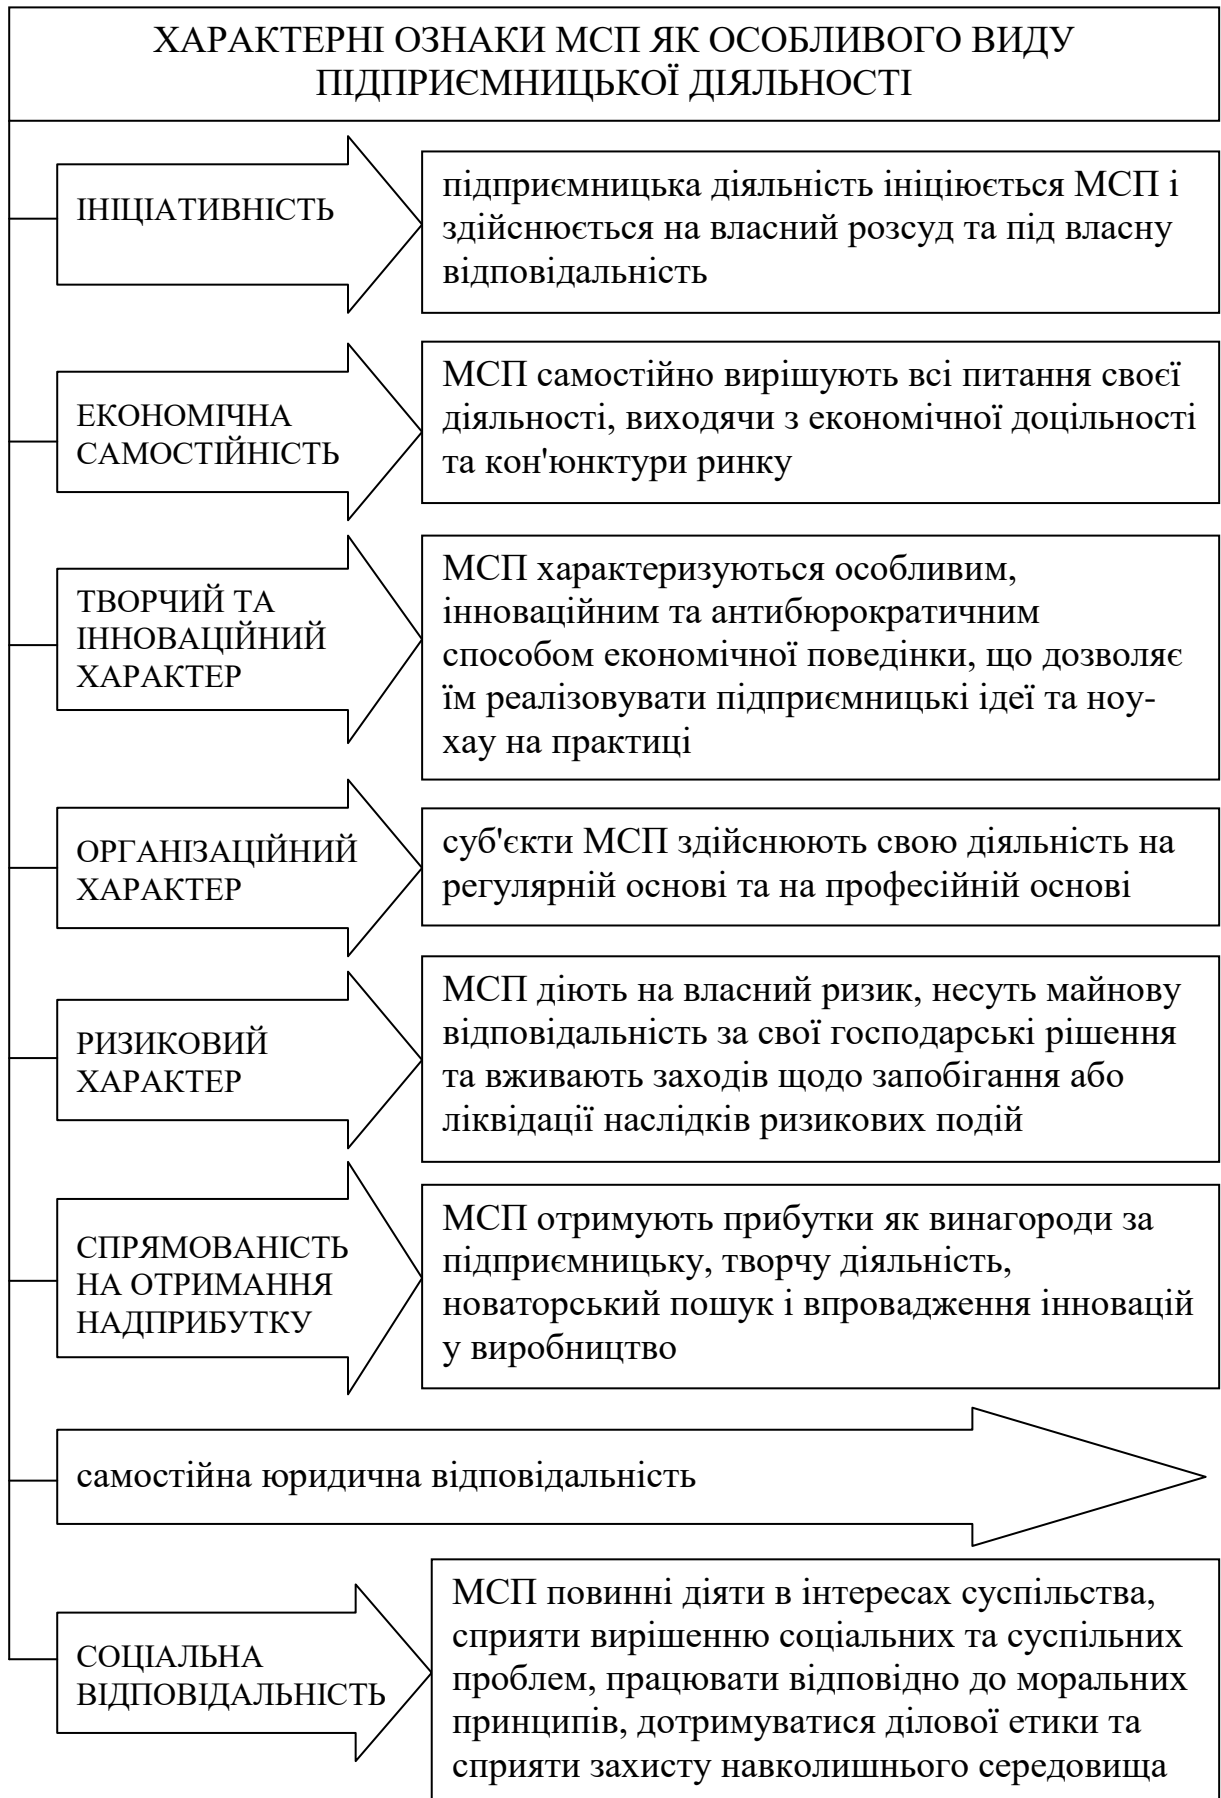 ХАРАКТЕРНІ ОЗНАКИ МСП ЯК ОСОБЛИВОГО ВИДУ
ПІДПРИЄМНИЦЬКОЇ ДІЯЛЬНОСТІ
ІНІЦІАТИВНІСТЬ
підприємницька діяльність ініціюється МСП і
здійснюється на власний розсуд та під власну
відповідальність
ЕКОНОМІЧНА
САМОСТІЙНІСТЬ
МСП самостійно вирішують всі питання своєї
діяльності, виходячи з економічної доцільності
та кон'юнктури ринку
ТВОРЧИЙ ТА
ІННОВАЦІЙНИЙ
ХАРАКТЕР
МСП характеризуються особливим,
інноваційним та антибюрократичним
способом економічної поведінки, що дозволяє
їм реалізовувати підприємницькі ідеї та ноу-
хау на практиці
ОРГАНІЗАЦІЙНИЙ
ХАРАКТЕР
суб'єкти МСП здійснюють свою діяльність на
регулярній основі та на професійній основі
РИЗИКОВИЙ
ХАРАКТЕР
МСП діють на власний ризик, несуть майнову
відповідальність за свої господарські рішення
та вживають заходів щодо запобігання або
ліквідації наслідків ризикових подій
СПРЯМОВАНІСТЬ
НА ОТРИМАННЯ
НАДПРИБУТКУ
МСП отримують прибутки як винагороди за
підприємницьку, творчу діяльність,
новаторський пошук і впровадження інновацій
у виробництво
самостійна юридична відповідальність
СОЦІАЛЬНА
ВІДПОВІДАЛЬНІСТЬ
МСП повинні діяти в інтересах суспільства,
сприяти вирішенню соціальних та суспільних
проблем, працювати відповідно до моральних
принципів, дотримуватися ділової етики та
сприяти захисту навколишнього середовища